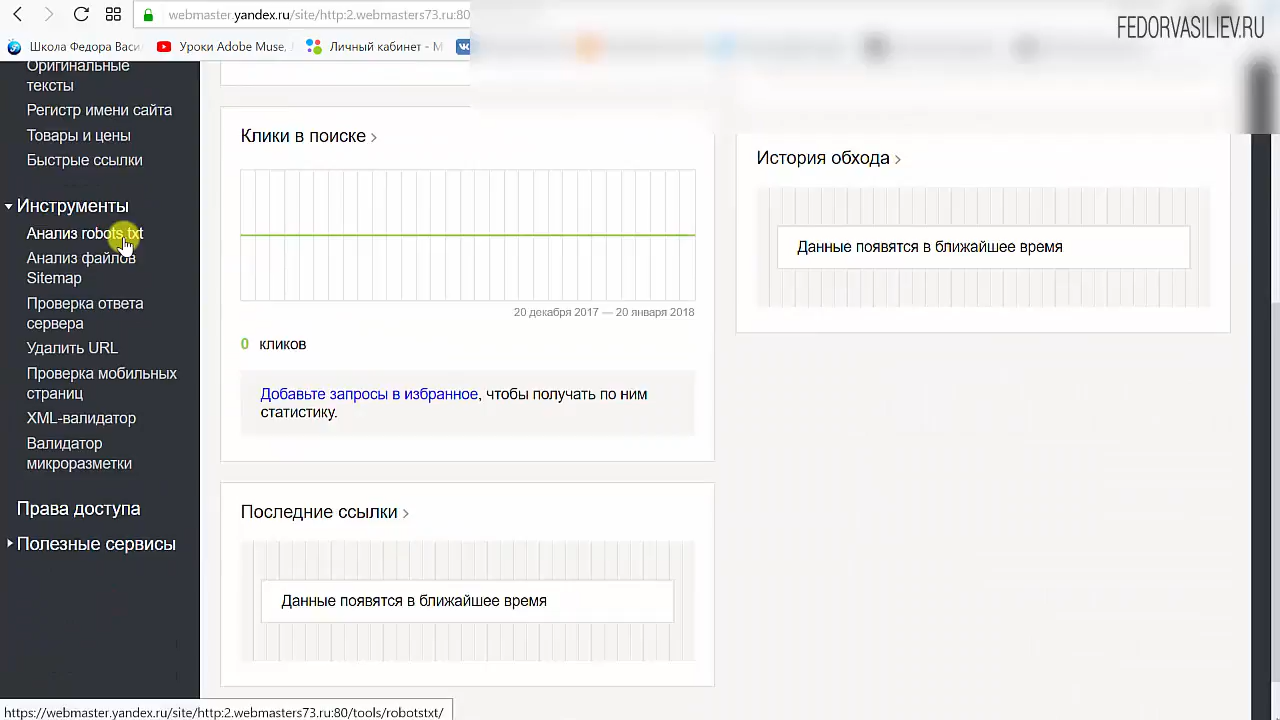 webmaster.yandex.ru/site/http:2.webmasters73.ru:80
FEDORVASILIEV.RU
Школа Федора Васи
Уроки Adobe Muse.
Личный кабинет - М
Оригинальные
тексты
Регистр имени сайта
Товары и цены
Быстрые ссылки
Инструменты
Анализ robots.txt
Анализ файлов
Sitemap
Проверка ответа
сервера
Удалить URL
Проверка мобильных
страниц
XML-валидатор
Валидатор
микроразметки
Права доступа
Полезные сервисы
Клики в поиске >
20 декабря 2017 — 20 января 2018
0 кликов
Добавьте запросы в избранное, чтобы получать по ним
статистику.
Последние ссылки >
Данные появятся в ближайшее время
История обхода >
Данные появятся в ближайшее время
https://webmaster.yandex.ru/site/http:2.webmasters73.ru:80/tools/robotstxt/